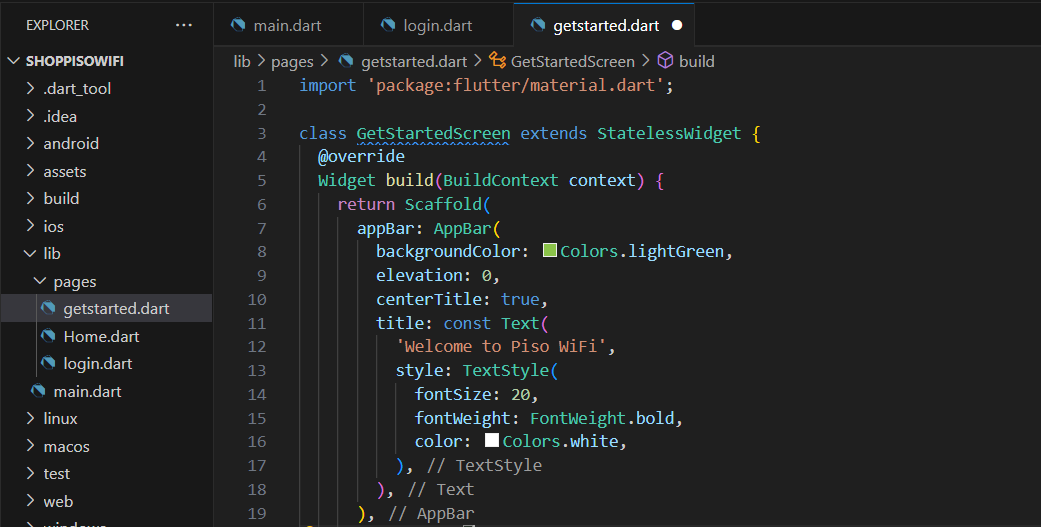 EXPLORER ...
SHOPPISOWIFI
.dart_tool
.idea
android
assets
build
ios
lib
pages
getstarted.dart
Home.dart
login.dart
main.dart
linux
macos
test
web
windows
main.dart login.dart getstarted.dart
lib > pages > getstarted.dart > GetStartedScreen > build
1 import 'package:flutter/material.dart';
2
3 class GetStartedScreen extends StatelessWidget {
4 @override
5 Widget build(BuildContext context) {
6 return Scaffold(
7 appBar: AppBar(
8 backgroundColor: Colors.lightGreen,
9 elevation: 0,
10 centerTitle: true,
11 title: const Text(
12 'Welcome to Piso WiFi',
13 style: TextStyle(
14 fontSize: 20,
15 fontWeight: FontWeight.bold,
16 color: Colors.white,
17 ), // TextStyle
18 ), // Text
19 ), // AppBar